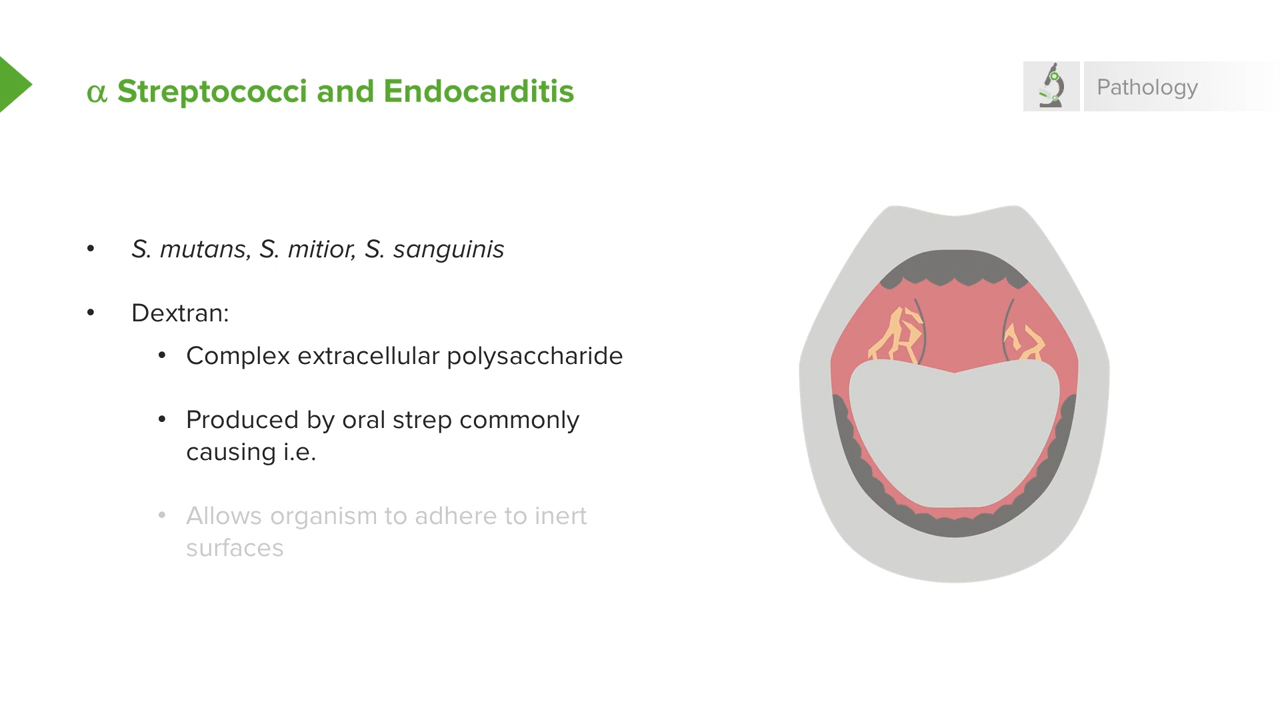 α Streptococci and Endocarditis
Pathology
• S. mutans, S. mitior, S. sanguinis
• Dextran:
• Complex extracellular polysaccharide
• Produced by oral strep commonly
causing i.e.
• Allows organism to adhere to inert
surfaces